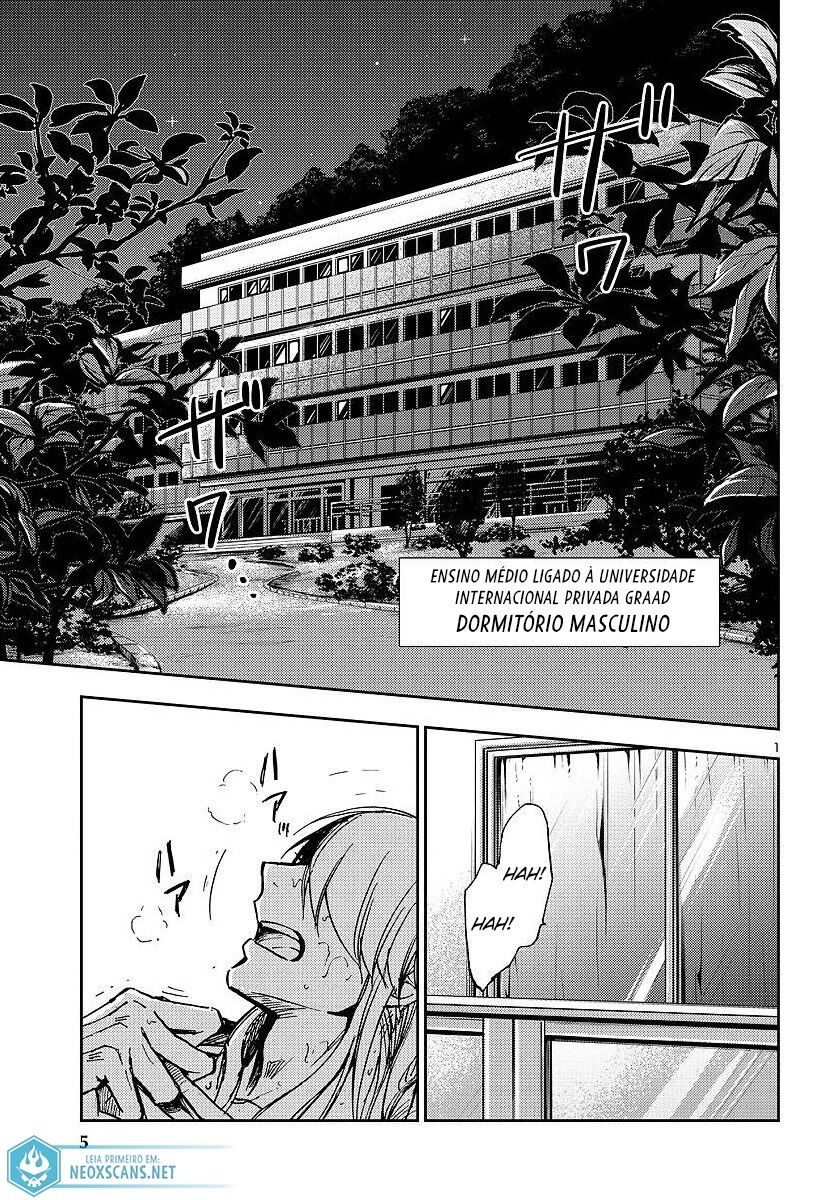 ザワ
ザワ...
ENSINO MÉDIO LIGADO À UNIVERSIDADE
INTERNACIONAL PRIVADA GRAAD
DORMITÓRIO MASCULINO
1
HAH!
HAH!
ハァ
ハァ
5
LEIA PRIMEIRO EM:
NEOXSCANS.NET